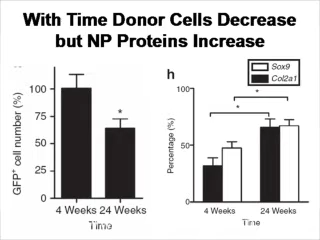 With Time Donor Cells Decrease
but NP Proteins Increase
GFP+ cell number (%)
100
75
50
25
0
*
4 Weeks 24 Weeks
Time
h
Sox9
Col2a1
Percentage (%)
100
50
0
*
*
4 Weeks 24 Weeks
Time